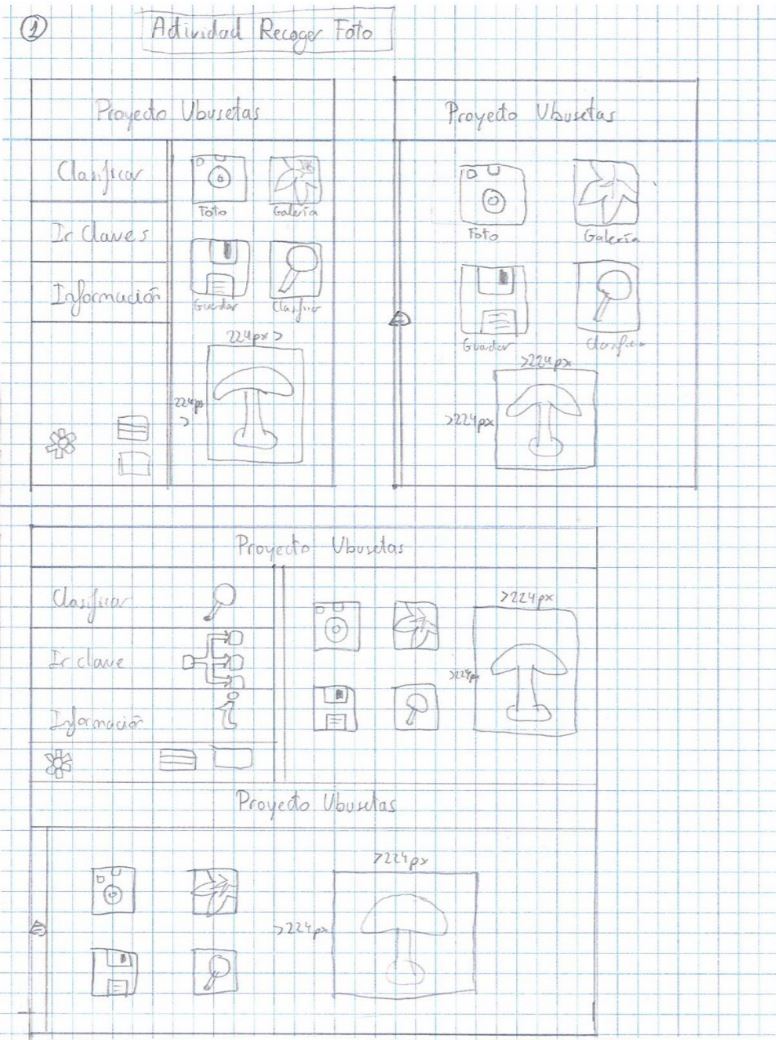 1
Actividad Recoger Foto
Proyecto Ubusetas
Clasificar
Foto
Galería
Ir Claves
Información
Guardar
Clasificar
224px >
224px
>
Proyecto Ubusetas
Foto
Galería
Guardar
Clasificar
>224px
>224px
Proyecto Ubusetas
Clasificar
>224px
Ir clave
>224px
Información
i
Proyecto Ubusetas
>224px
>224px